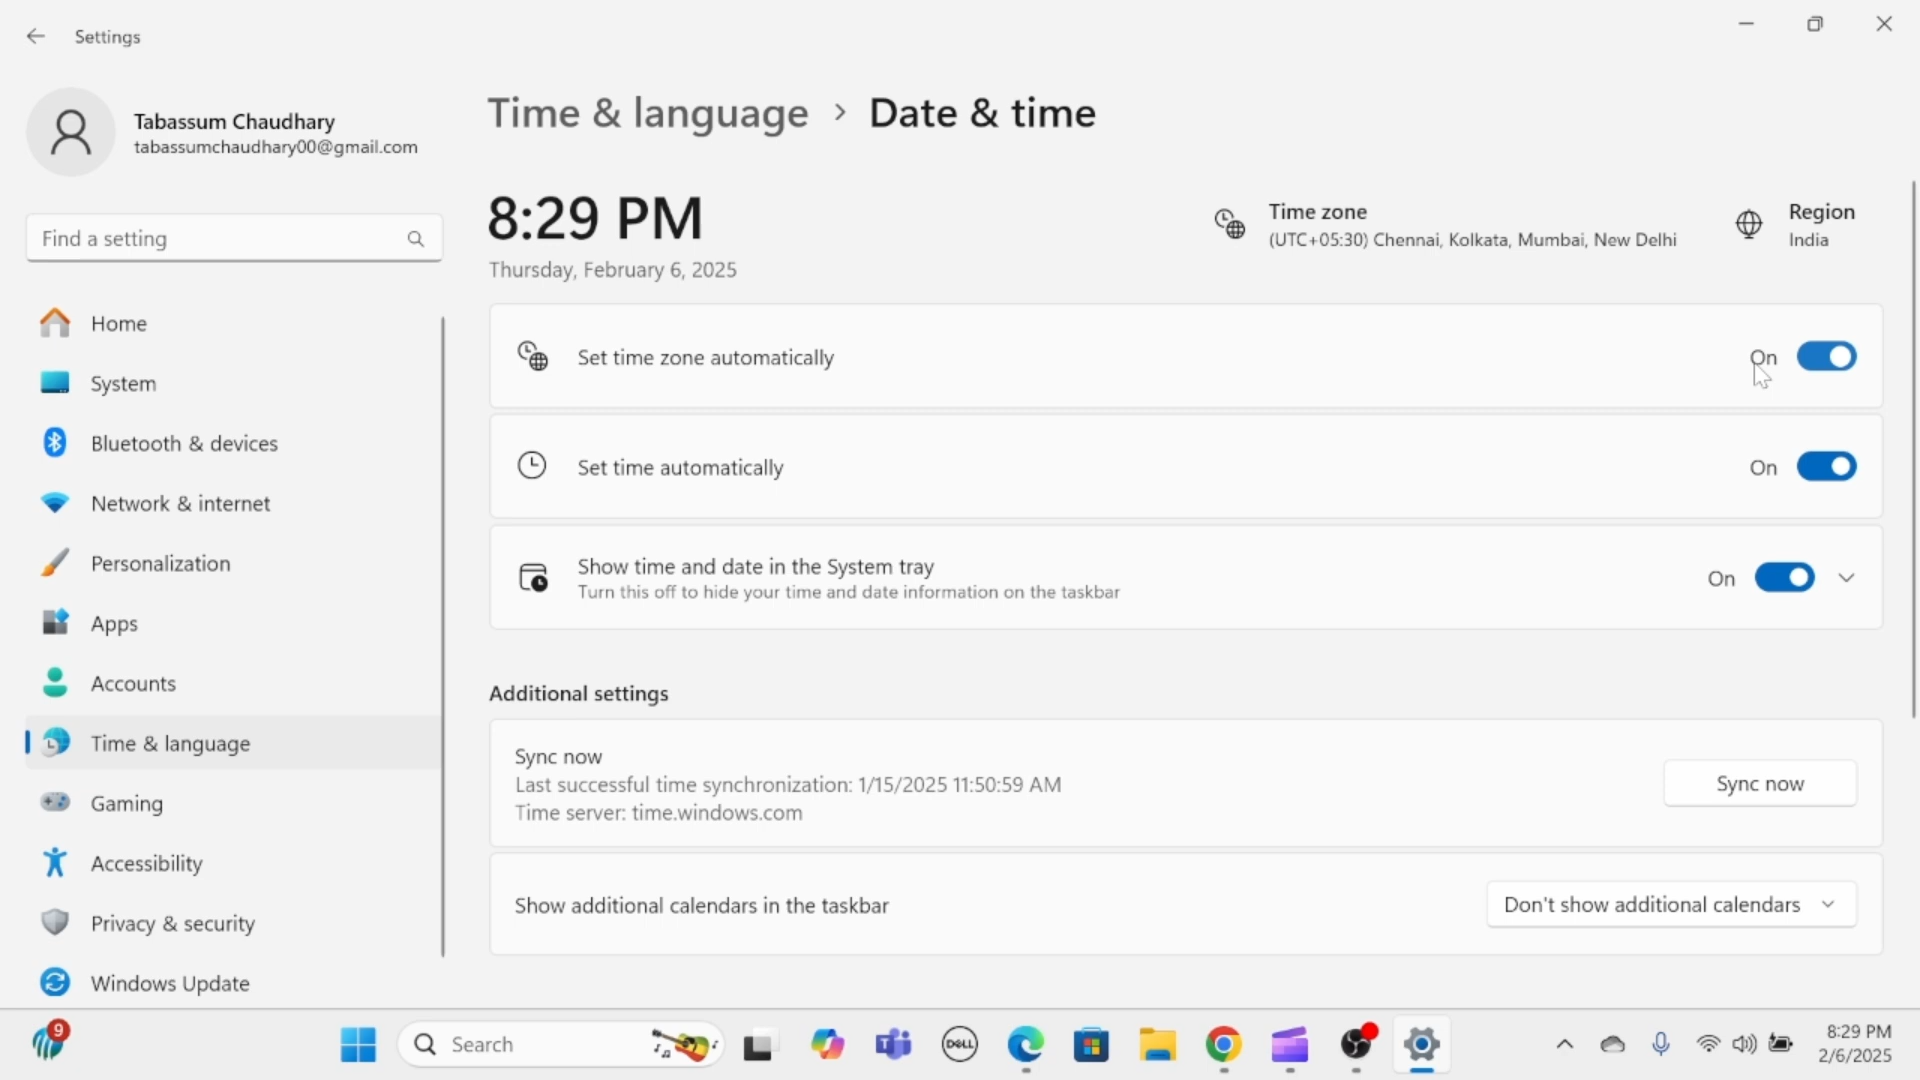 Settings
Tabassum Chaudhary
tabassumchaudhary00@gmail.com
Find a setting
Home
System
Bluetooth & devices
Network & internet
Personalization
Apps
Accounts
Time & language
Gaming
Accessibility
Privacy & security
Windows Update
Time & language > Date & time
8:29 PM
Thursday, February 6, 2025
Time zone
(UTC+05:30) Chennai, Kolkata, Mumbai, New Delhi
Region
India
Set time zone automatically
On
Set time automatically
On
Show time and date in the System tray
Turn this off to hide your time and date information on the taskbar
On
Additional settings
Sync now
Last successful time synchronization: 1/15/2025 11:50:59 AM
Time server: time.windows.com
Sync now
Show additional calendars in the taskbar
Don't show additional calendars
9
Search
DELL
8:29 PM
2/6/2025